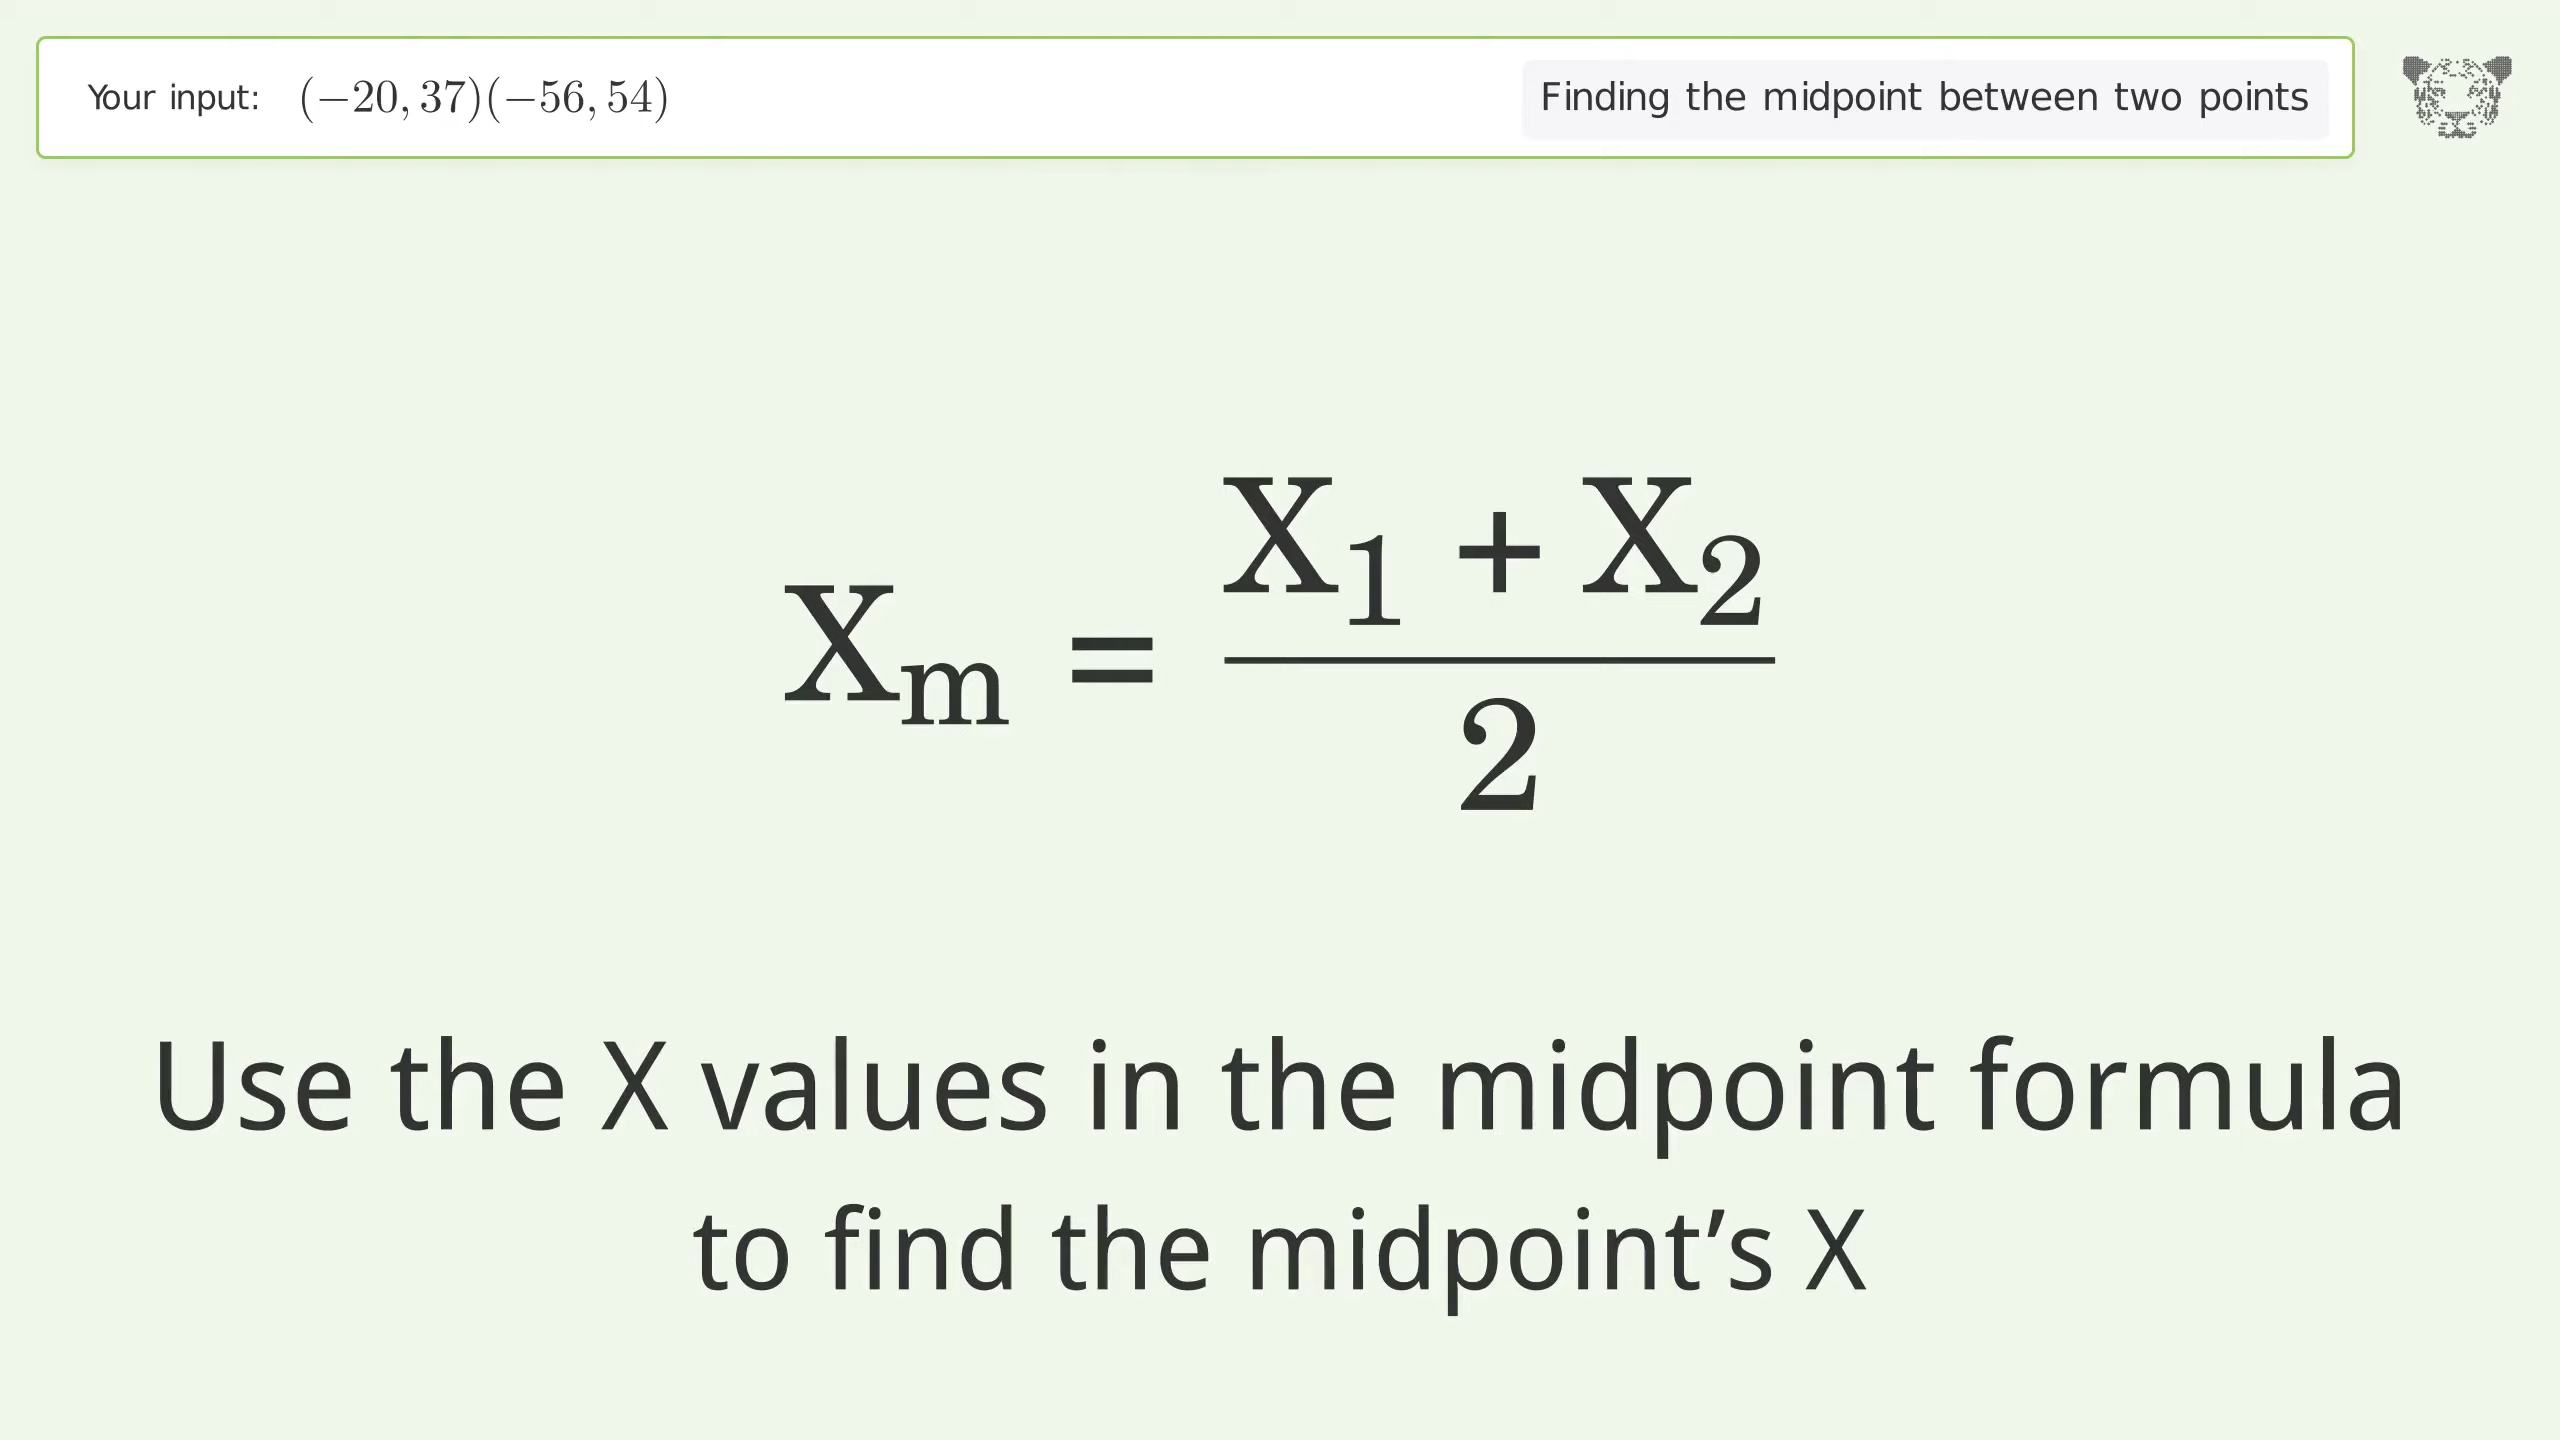 Your input: (−20, 37)(−56, 54)
Finding the midpoint between two points
Xm = (X1 + X2) / 2
Use the X values in the midpoint formula
to find the midpoint’s X